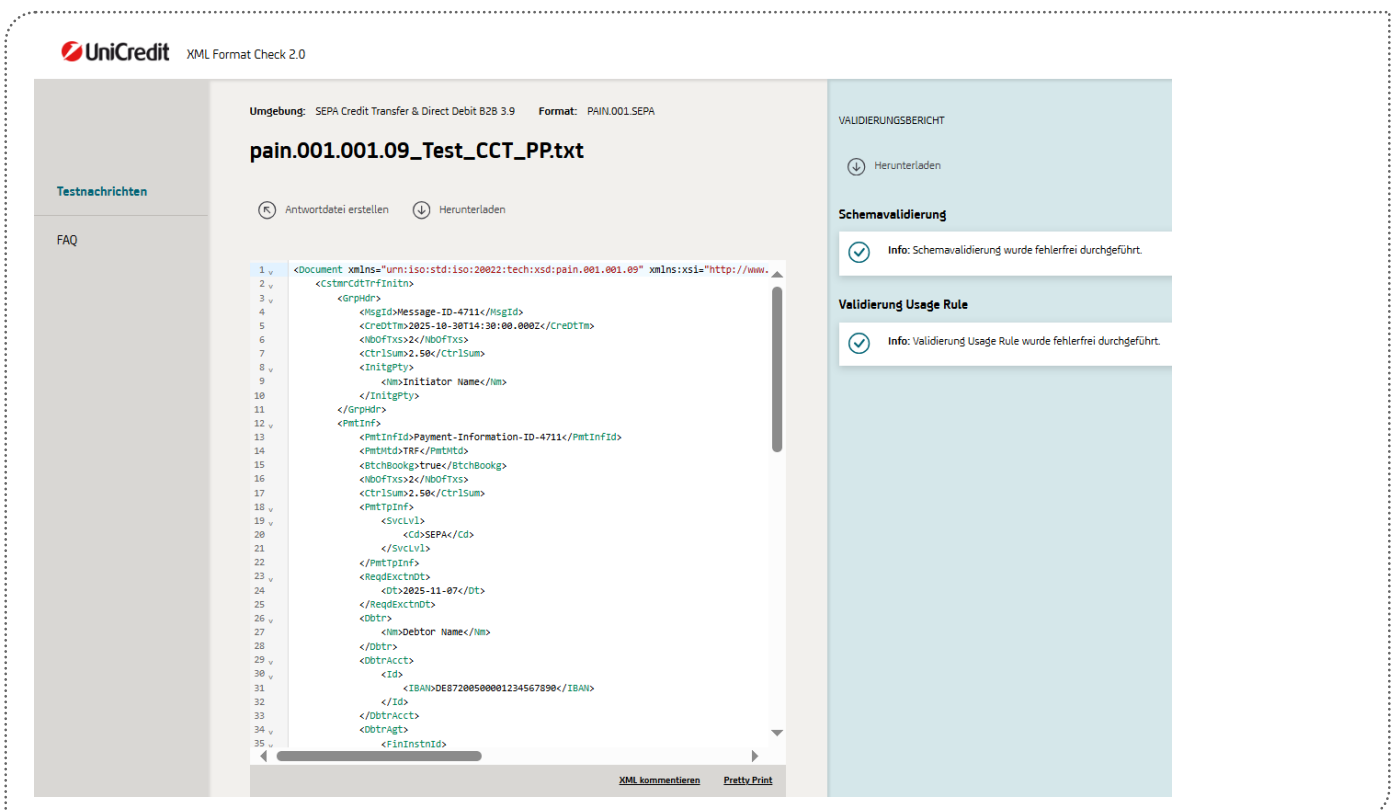 UniCredit XML Format Check 2.0
Testnachrichten
FAQ
Umgebung: SEPA Credit Transfer & Direct Debit B2B 3.9 Format: PAIN.001.SEPA
pain.001.001.09_Test_CCT_PP.txt
Antwortdatei erstellen Herunterladen
1 <Document xmlns="urn:iso:std:iso:20022:tech:xsd:pain.001.001.09" xmlns:xsi="http://www.
2 <CstmrCdtTrfInitn>
3 <GrpHdr>
4 <MsgId>Message-ID-4711</MsgId>
5 <CreDtTm>2025-10-30T14:30:00.000Z</CreDtTm>
6 <NbOfTxs>2</NbOfTxs>
7 <CtrlSum>2.50</CtrlSum>
8 <InitgPty>
9 <Nm>Initiator Name</Nm>
10 </InitgPty>
11 </GrpHdr>
12 <PmtInf>
13 <PmtInfId>Payment-Information-ID-4711</PmtInfId>
14 <PmtMtd>TRF</PmtMtd>
15 <BtchBookg>true</BtchBookg>
16 <NbOfTxs>2</NbOfTxs>
17 <CtrlSum>2.50</CtrlSum>
18 <PmtTpInf>
19 <SvcLvl>
20 <Cd>SEPA</Cd>
21 </SvcLvl>
22 </PmtTpInf>
23 <ReqdExctnDt>
24 <Dt>2025-11-07</Dt>
25 </ReqdExctnDt>
26 <Dbtr>
27 <Nm>Debtor Name</Nm>
28 </Dbtr>
29 <DbtrAcct>
30 <Id>
31 <IBAN>DE87200500001234567890</IBAN>
32 </Id>
33 </DbtrAcct>
34 <DbtrAgt>
35 <FinInstnId>
XML kommentieren Pretty Print
VALIDIERUNGSBERICHT
Herunterladen
Schemavalidierung
Info: Schemavalidierung wurde fehlerfrei durchgeführt.
Validierung Usage Rule
Info: Validierung Usage Rule wurde fehlerfrei durchgeführt.